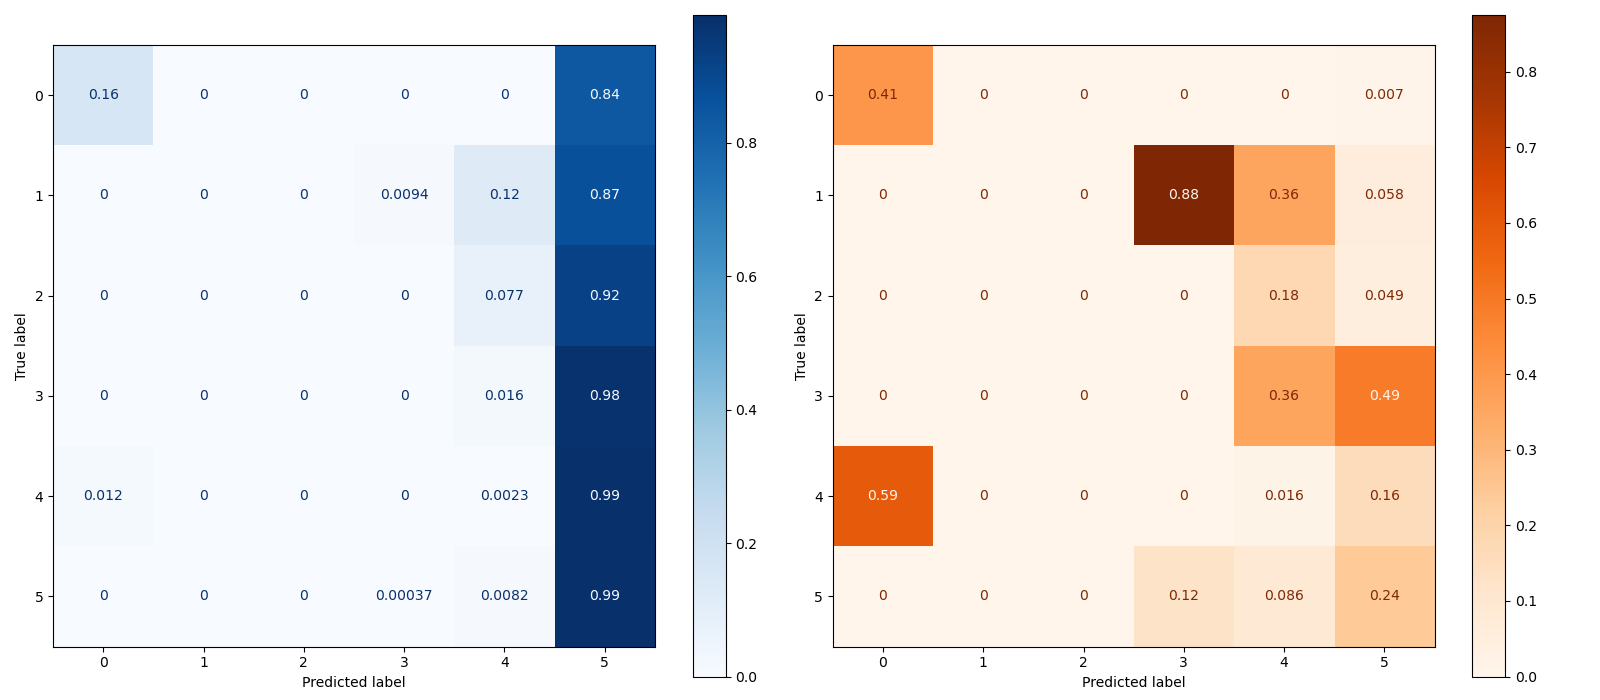 0 0.16 0 0 0 0 0.84
1 0 0 0 0.0094 0.12 0.87
2 0 0 0 0 0.077 0.92
3 0 0 0 0 0.016 0.98
4 0.012 0 0 0 0.0023 0.99
5 0 0 0 0.00037 0.0082 0.99
0 1 2 3 4 5
Predicted label
True label
0.8
0.6
0.4
0.2
0.0
0 0.41 0 0 0 0 0.007
1 0 0 0 0.88 0.36 0.058
2 0 0 0 0 0.18 0.049
3 0 0 0 0 0.36 0.49
4 0.59 0 0 0 0.016 0.16
5 0 0 0 0.12 0.086 0.24
0 1 2 3 4 5
Predicted label
True label
0.8
0.7
0.6
0.5
0.4
0.3
0.2
0.1
0.0